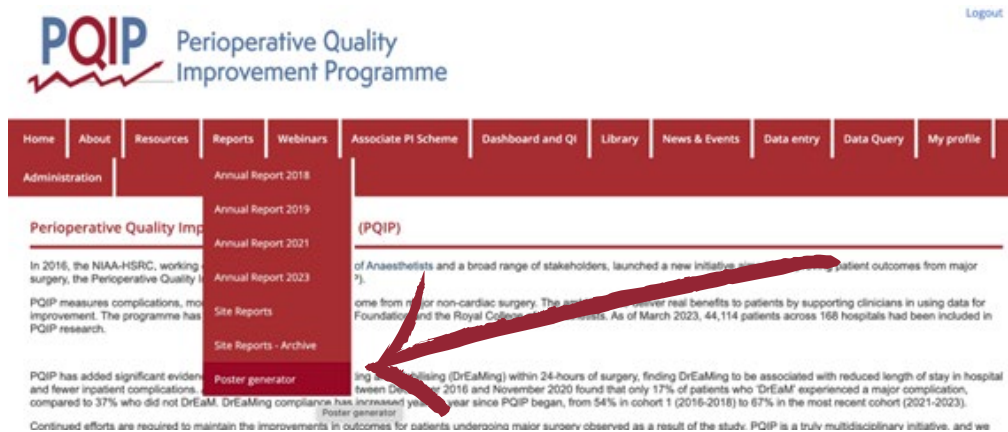 Logout
PQIP Perioperative Quality
Improvement Programme
Home About Resources Reports Webinars Associate PI Scheme Dashboard and QI Library News & Events Data entry Data Query My profile
Administration
Annual Report 2018
Annual Report 2019
Annual Report 2021
Annual Report 2023
Site Reports
Site Reports - Archive
Poster generator
Poster generator
Perioperative Quality Imp (PQIP)
In 2016, the NIAA-HSRC, working of Anaesthetists and a broad range of stakeholders, launched a new initiative patient outcomes from major
surgery, the Perioperative Quality
PQIP measures complications, ome from major non-cardiac surgery. The deliver real benefits to patients by supporting clinicians in using data for
improvement. The programme has Foundation and the Royal College As of March 2023, 44,114 patients across 168 hospitals had been included in
PQIP research.
PQIP has added significant (DrEaMing) within 24-hours of surgery, finding DrEaMing to be associated with reduced length of stay in hospital
and fewer inpatient complications. 2016 and November 2020 found that only 17% of patients who 'DrEaM' experienced a major complication,
compared to 37% who did not DrEaM. DrEaMing compliance has increased year since PQIP began, from 54% in cohort 1 (2016-2018) to 67% in the most recent cohort (2021-2023).
Continued efforts are required to maintain the improvements in outcomes for patients undergoing major surgery observed as a result of the study. PQIP is a truly multidisciplinary initiative, and we